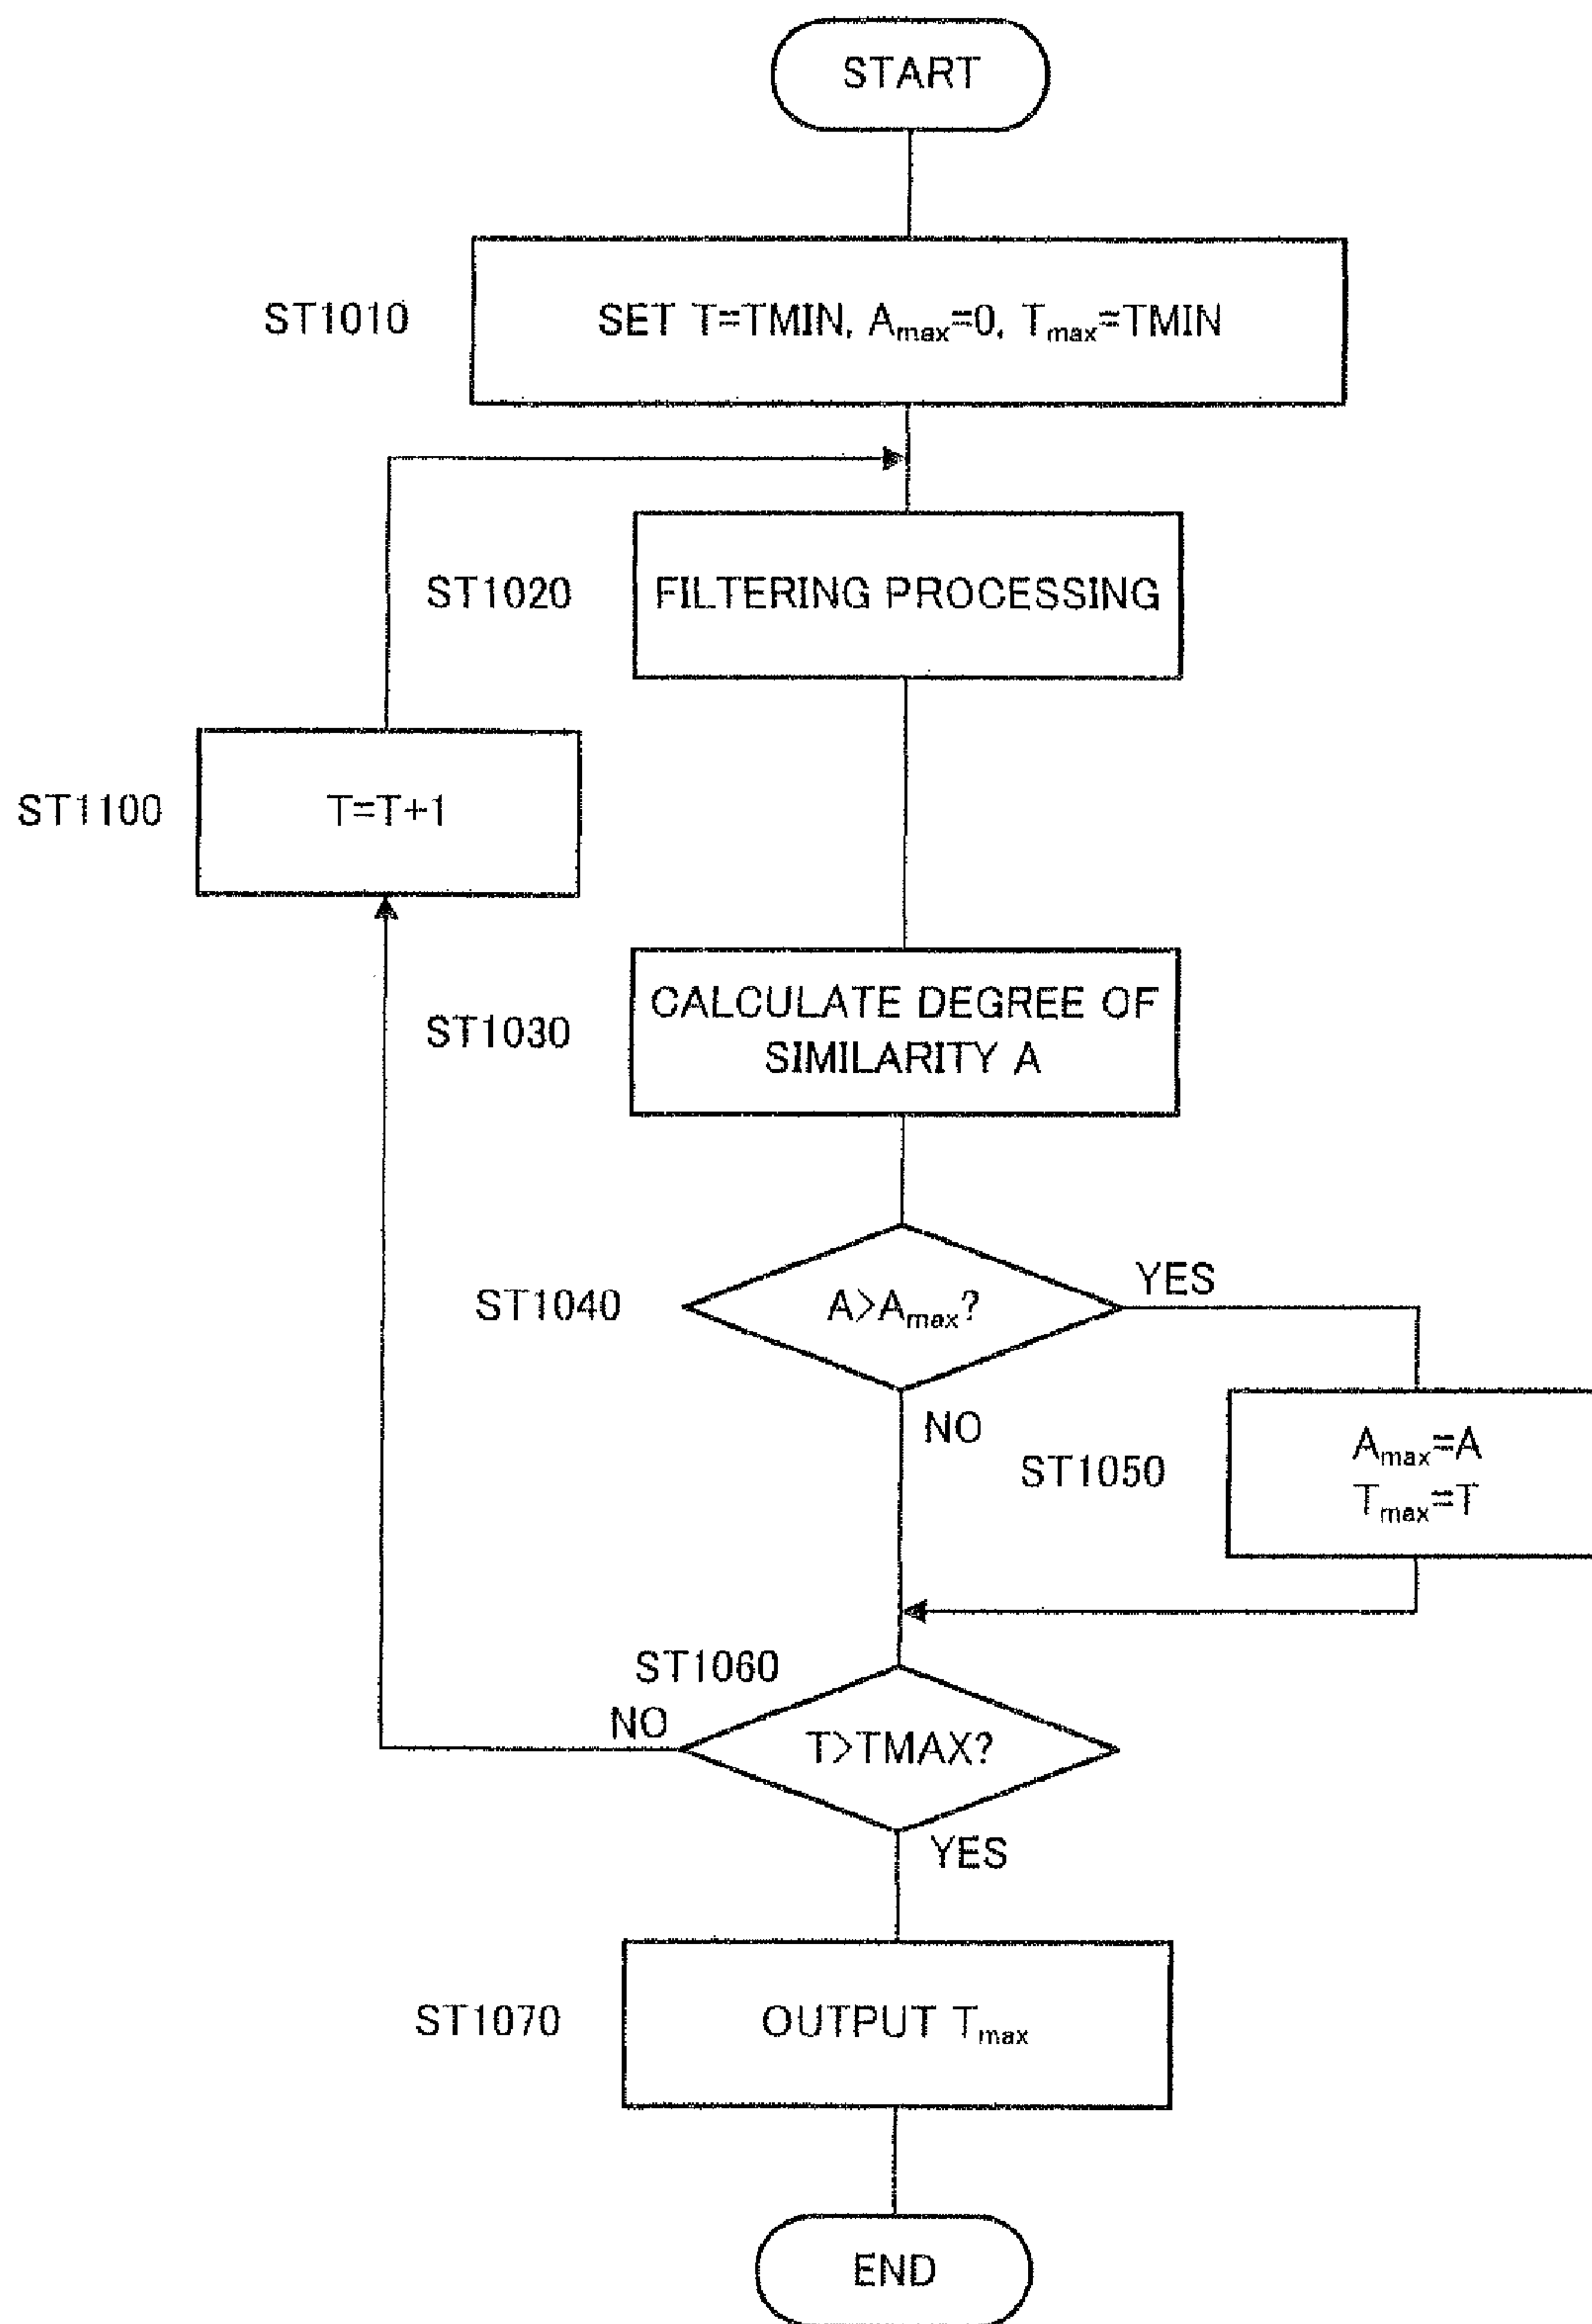 START
ST1010
SET T=TMIN, Amax=0, Tmax=TMIN
ST1020
FILTERING PROCESSING
ST1100
T=T+1
ST1030
CALCULATE DEGREE OF
SIMILARITY A
ST1040
A>Amax?
YES
NO
ST1050
Amax=A
Tmax=T
ST1060
NO
T>TMAX?
YES
ST1070
OUTPUT Tmax
END